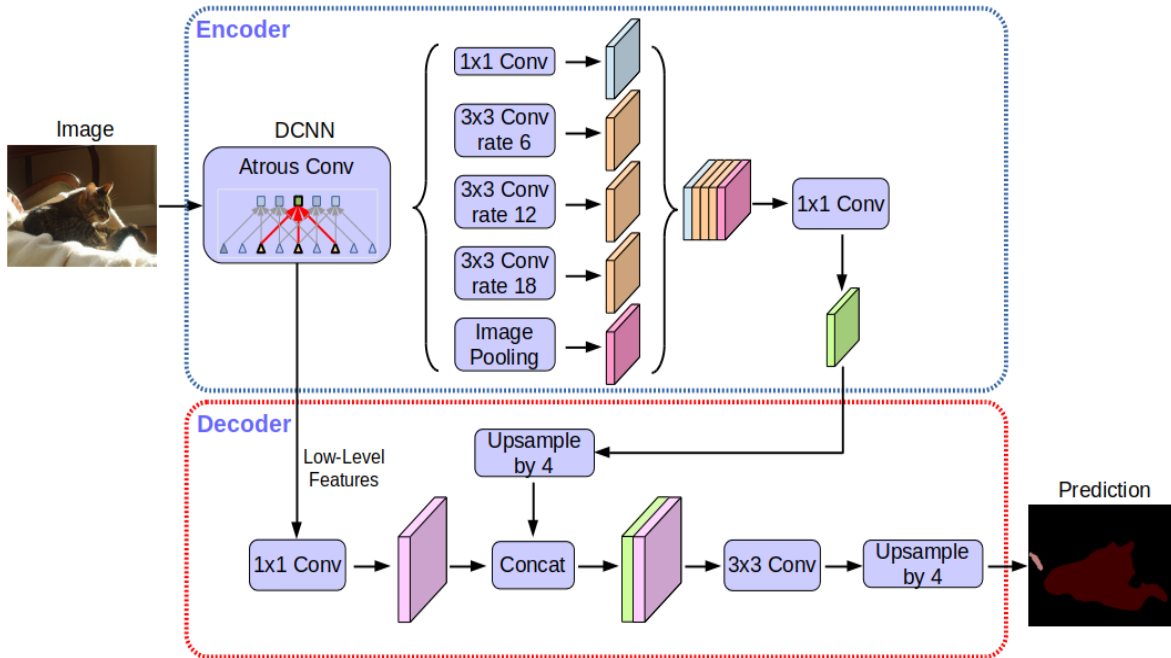 Encoder
Image
DCNN
Atrous Conv
1x1 Conv
3x3 Conv
rate 6
3x3 Conv
rate 12
3x3 Conv
rate 18
Image
Pooling
1x1 Conv
Decoder
Low-Level
Features
Upsample
by 4
1x1 Conv
Concat
3x3 Conv
Upsample
by 4
Prediction